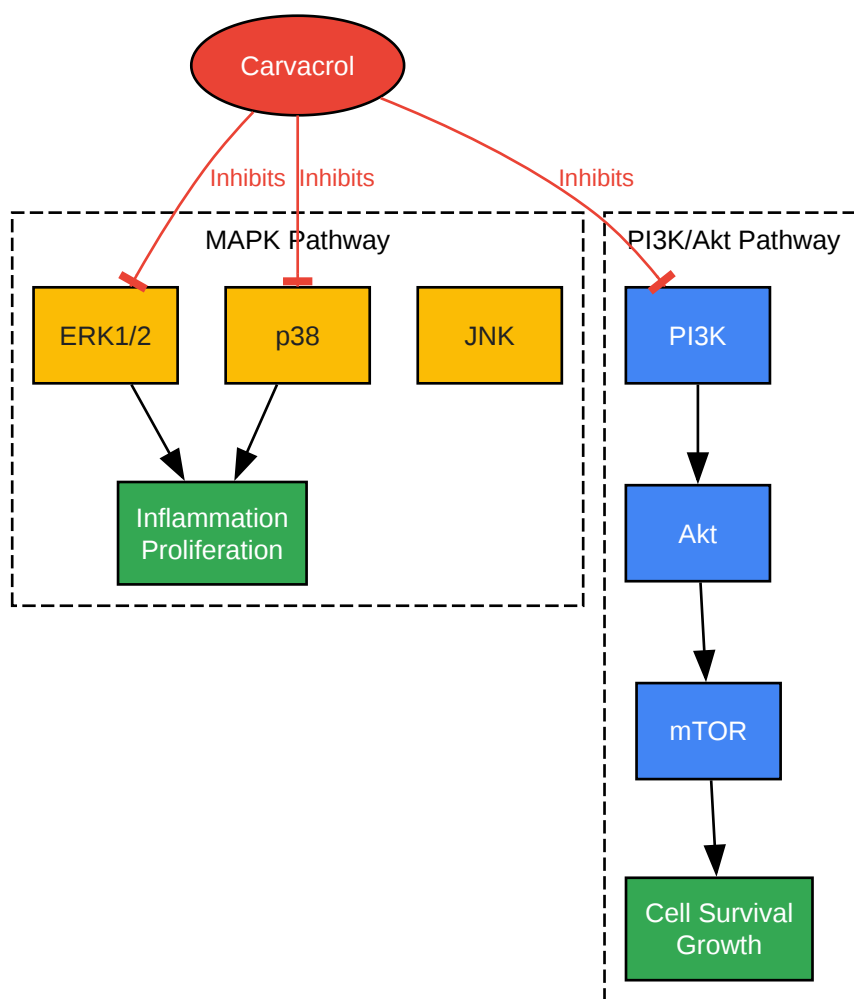 Carvacrol
Inhibits
Inhibits
Inhibits
MAPK Pathway
PI3K/Akt Pathway
ERK1/2
p38
JNK
PI3K
Inflammation
Proliferation
Akt
mTOR
Cell Survival
Growth